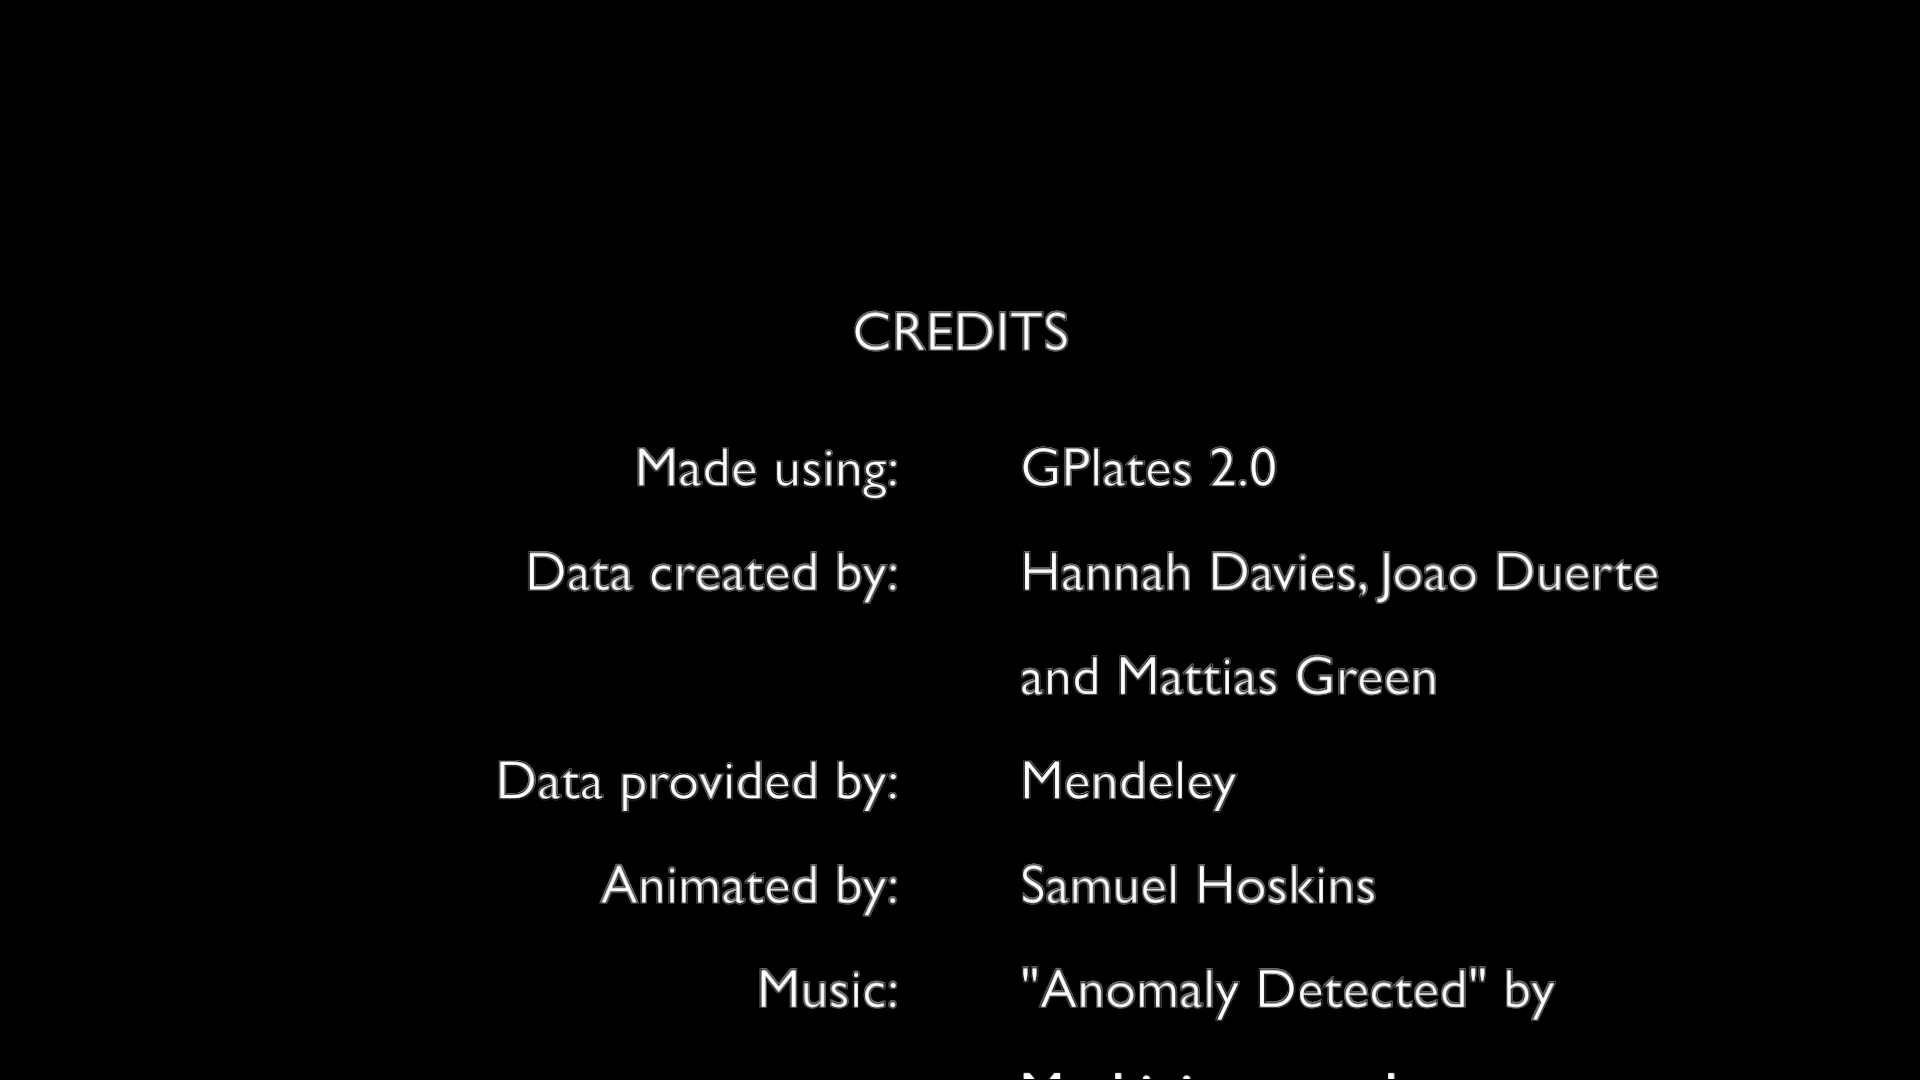 CREDITS
Made using: GPlates 2.0
Data created by: Hannah Davies, Joao Duerte
and Mattias Green
Data provided by: Mendeley
Animated by: Samuel Hoskins
Music: "Anomaly Detected" by